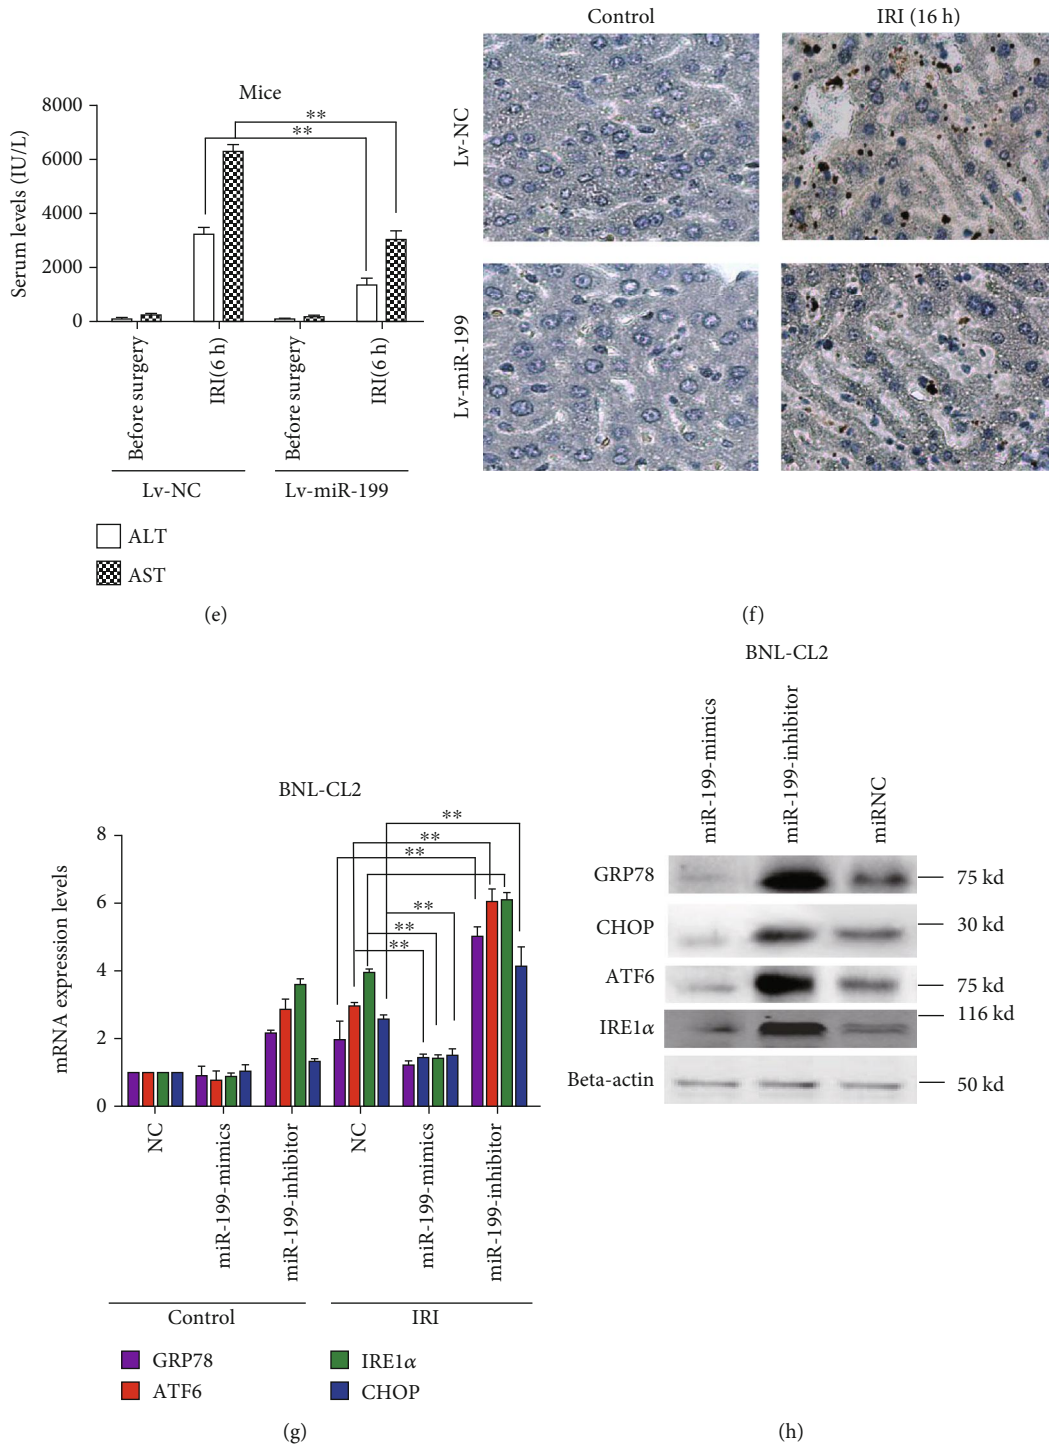 Mice
Serum levels (IU/L)
8000
6000
4000
2000
0
**
**
Before surgery
IRI(6 h)
Before surgery
IRI(6 h)
Lv-NC
Lv-miR-199
ALT
AST
(e)
Control
IRI (16 h)
Lv-NC
Lv-miR-199
(f)
BNL-CL2
mRNA expression levels
8
6
4
2
0
**
**
**
**
**
**
NC
miR-199-mimics
miR-199-inhibitor
NC
miR-199-mimics
miR-199-inhibitor
Control
IRI
GRP78
ATF6
IRE1α
CHOP
(g)
BNL-CL2
miR-199-mimics
miR-199-inhibitor
miRNC
GRP78
75 kd
CHOP
30 kd
ATF6
75 kd
IRE1α
116 kd
Beta-actin
50 kd
(h)